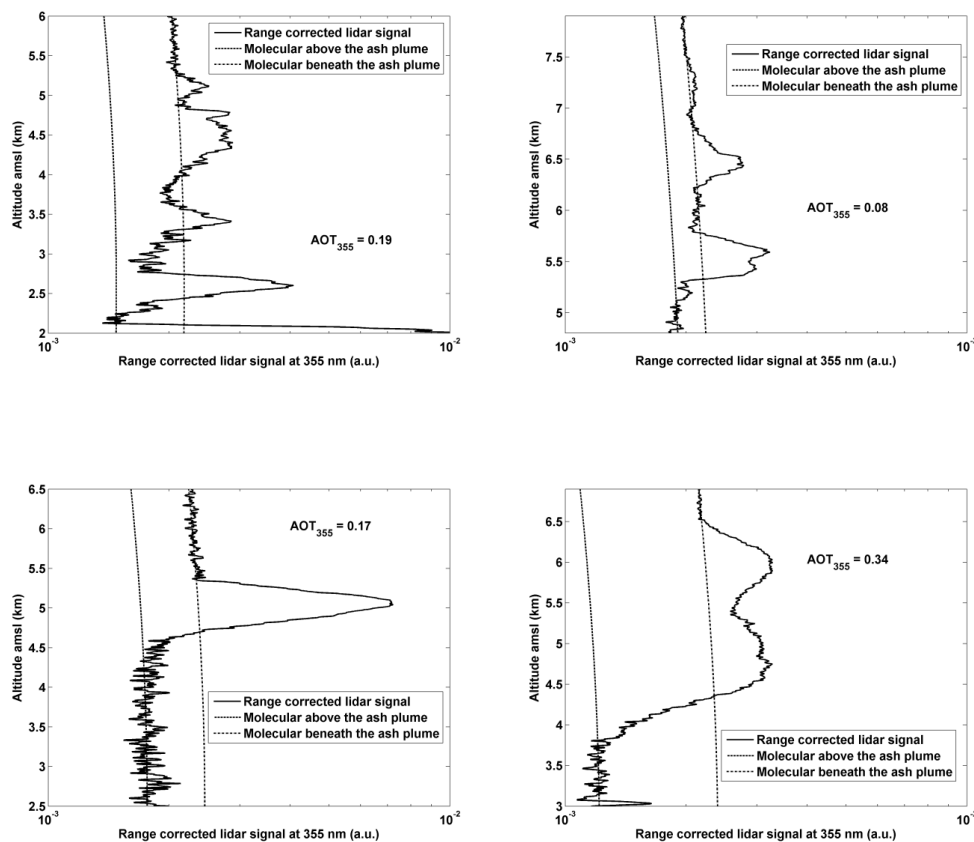 6
5.5
5
4.5
4
3.5
3
2.5
2
Altitude amsl (km)
Range corrected lidar signal
Molecular above the ash plume
Molecular beneath the ash plume
AOT355 = 0.19
10-3
10-2
Range corrected lidar signal at 355 nm (a.u.)
7.5
7
6.5
6
5.5
5
Altitude amsl (km)
Range corrected lidar signal
Molecular above the ash plume
Molecular beneath the ash plume
AOT355 = 0.08
10-3
Range corrected lidar signal at 355 nm (a.u.)
6.5
6
5.5
5
4.5
4
3.5
3
2.5
Altitude amsl (km)
AOT355 = 0.17
Range corrected lidar signal
Molecular above the ash plume
Molecular beneath the ash plume
10-3
10-2
Range corrected lidar signal at 355 nm (a.u.)
6.5
6
5.5
5
4.5
4
3.5
3
Altitude amsl (km)
AOT355 = 0.34
Range corrected lidar signal
Molecular above the ash plume
Molecular beneath the ash plume
10-3
Range corrected lidar signal at 355 nm (a.u.)